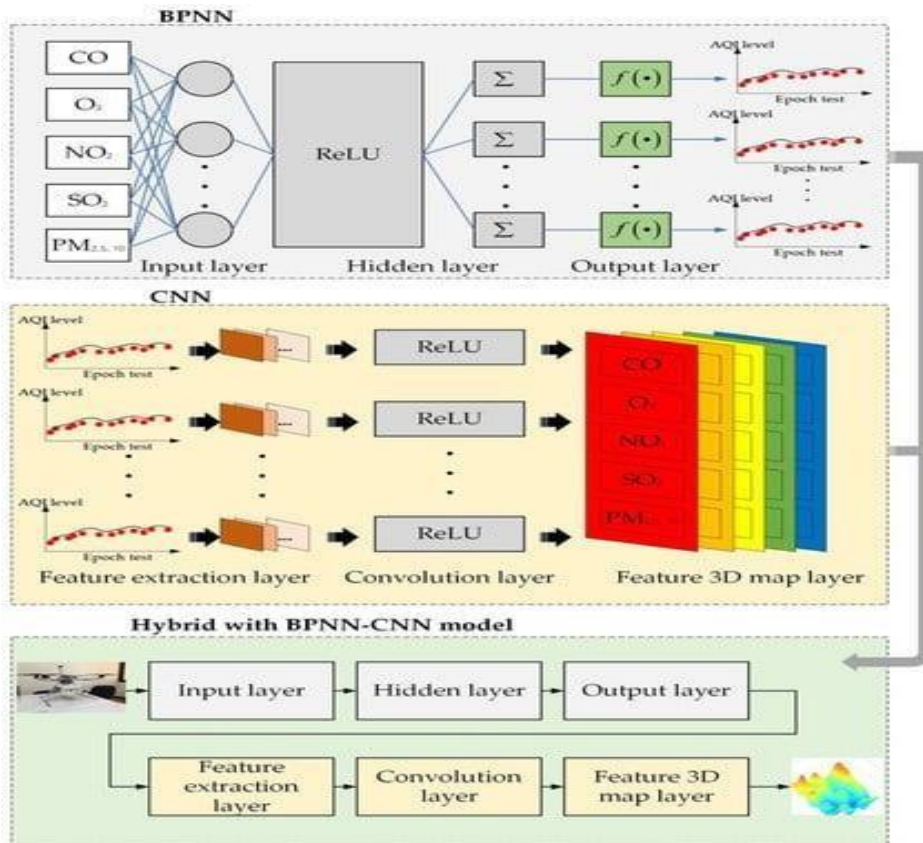 BPNN
CO
O₃
NO₂
SO₂
PM2.5, 10
ReLU
Σ
f(•)
AQI level
Epoch test
Σ
f(•)
AQI level
Epoch test
Σ
f(•)
AQI level
Epoch test
Input layer
Hidden layer
Output layer
CNN
AQI level
Epoch test
...
ReLU
AQI level
Epoch test
...
ReLU
AQI level
Epoch test
...
ReLU
CO
O₃
NO₂
SO₂
PM
Feature extraction layer
Convolution layer
Feature 3D map layer
Hybrid with BPNN-CNN model
Input layer
Hidden layer
Output layer
Feature
extraction
layer
Convolution
layer
Feature 3D
map layer